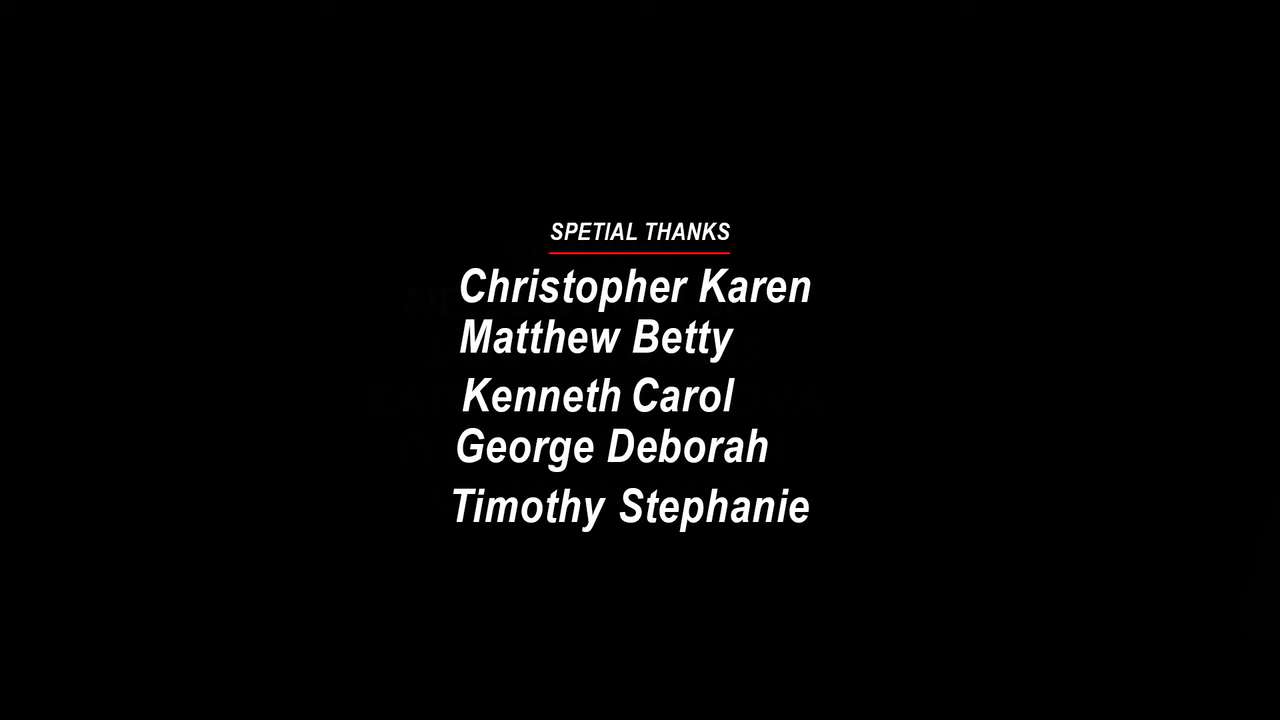 SPETIAL THANKS
Christopher Karen
Matthew Betty
Kenneth Carol
George Deborah
Timothy Stephanie